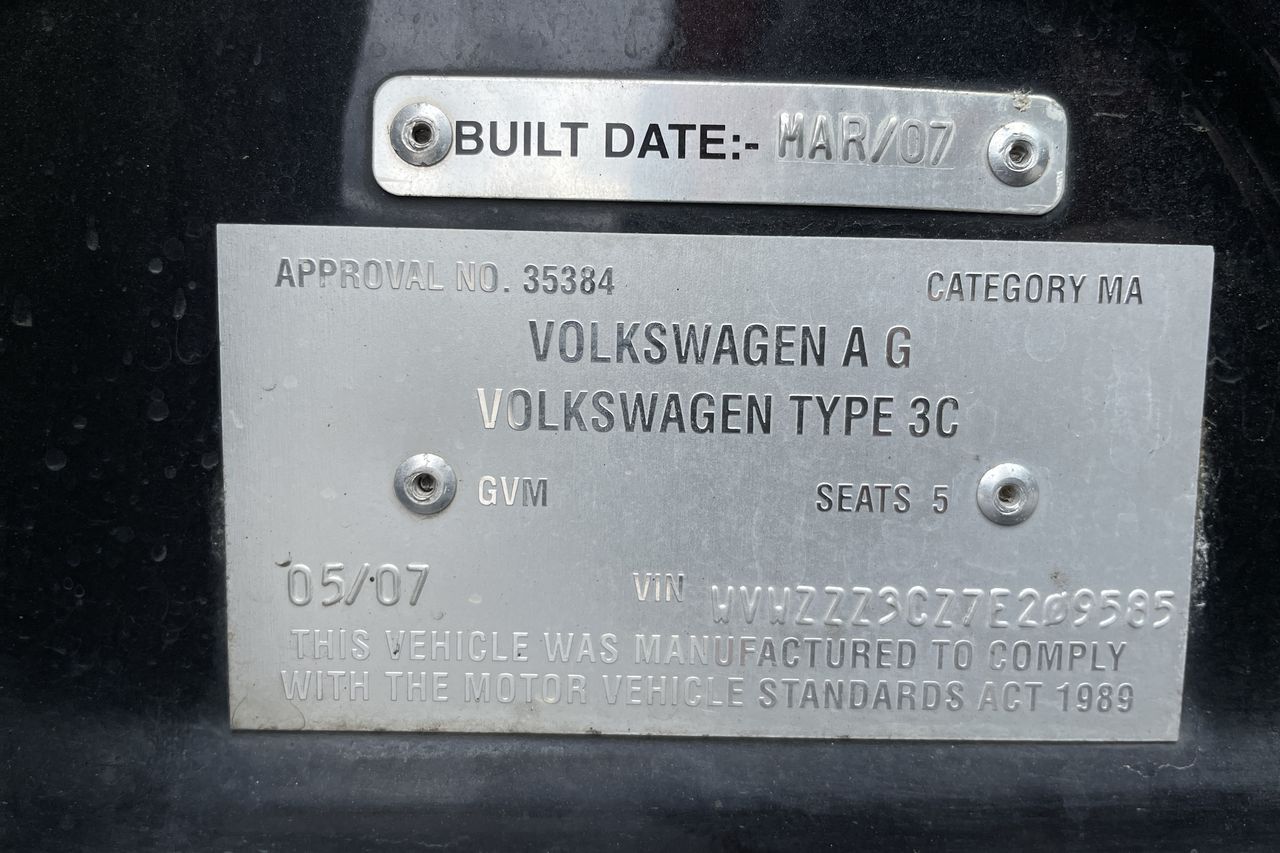 BUILT DATE:- MAR/07
APPROVAL NO. 35384 CATEGORY MA
VOLKSWAGEN A G
VOLKSWAGEN TYPE 3C
GVM SEATS 5
05/07 VIN WVWZZZ3CZ7E209585
THIS VEHICLE WAS MANUFACTURED TO COMPLY
WITH THE MOTOR VEHICLE STANDARDS ACT 1989